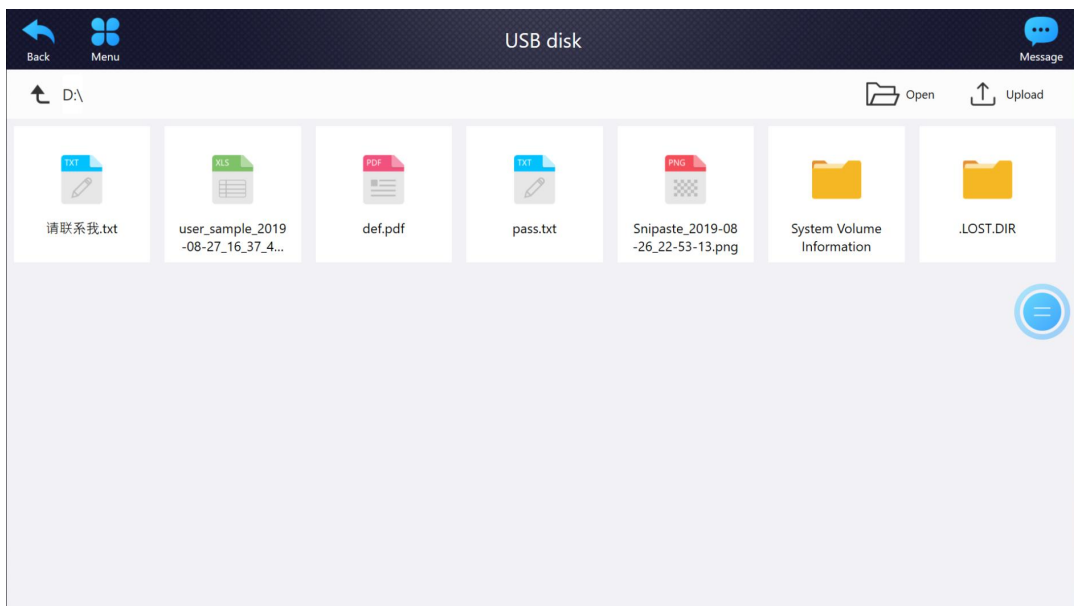 USB disk
Back
Menu
Message
D:\
Open
Upload
TXT
XLS
PDF
TXT
PNG
请联系我.txt
user_sample_2019
-08-27_16_37_4...
def.pdf
pass.txt
Snipaste_2019-08
-26_22-53-13.png
System Volume
Information
.LOST.DIR